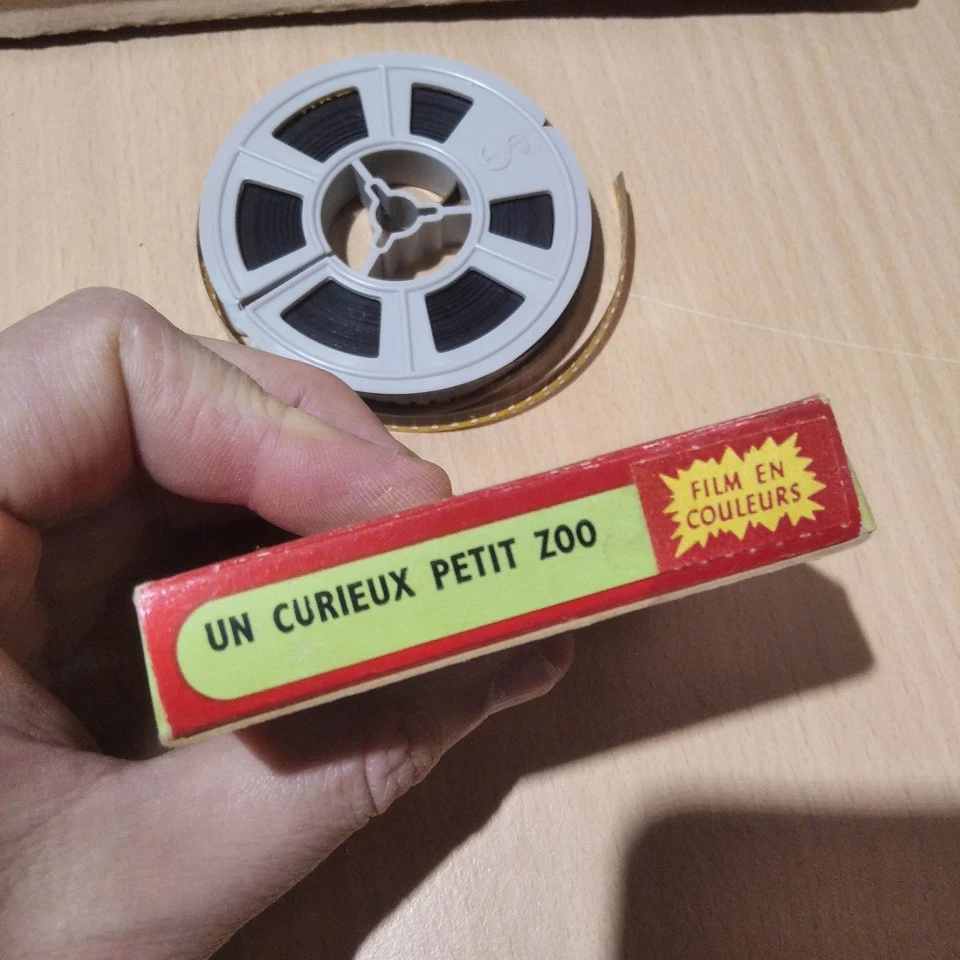 UN CURIEUX PETIT ZOO
FILM EN
COULEURS
S